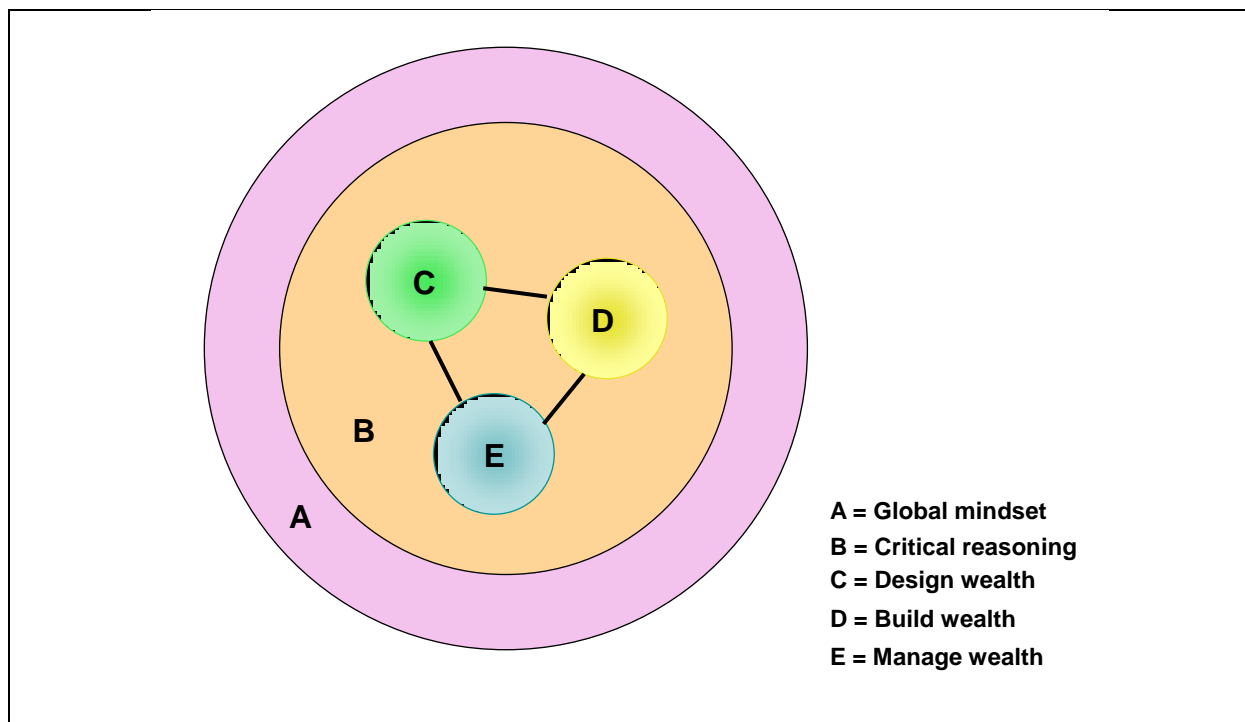 C
D
B
E
A
A = Global mindset
B = Critical reasoning
C = Design wealth
D = Build wealth
E = Manage wealth